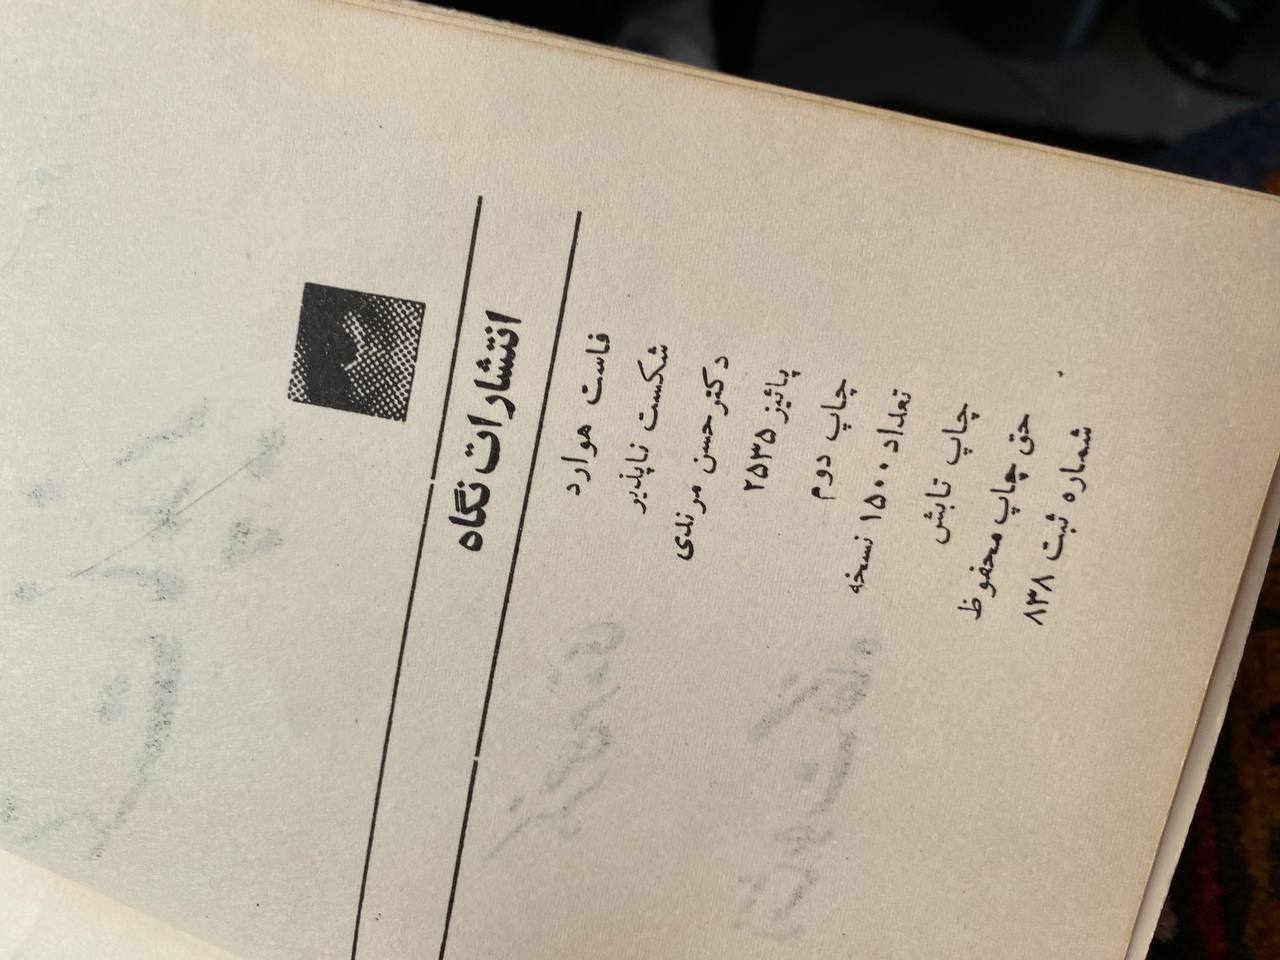 انتشارات نگاه
فاست هوارد
شکست ناپذیر
دکتر حسن مرندی
پائیز ۲۵۳۵
چاپ دوم
تعداد ۱۵۰۰ نسخه
چاپ تابش
حق چاپ محفوظ
شماره ثبت ۸۳۸